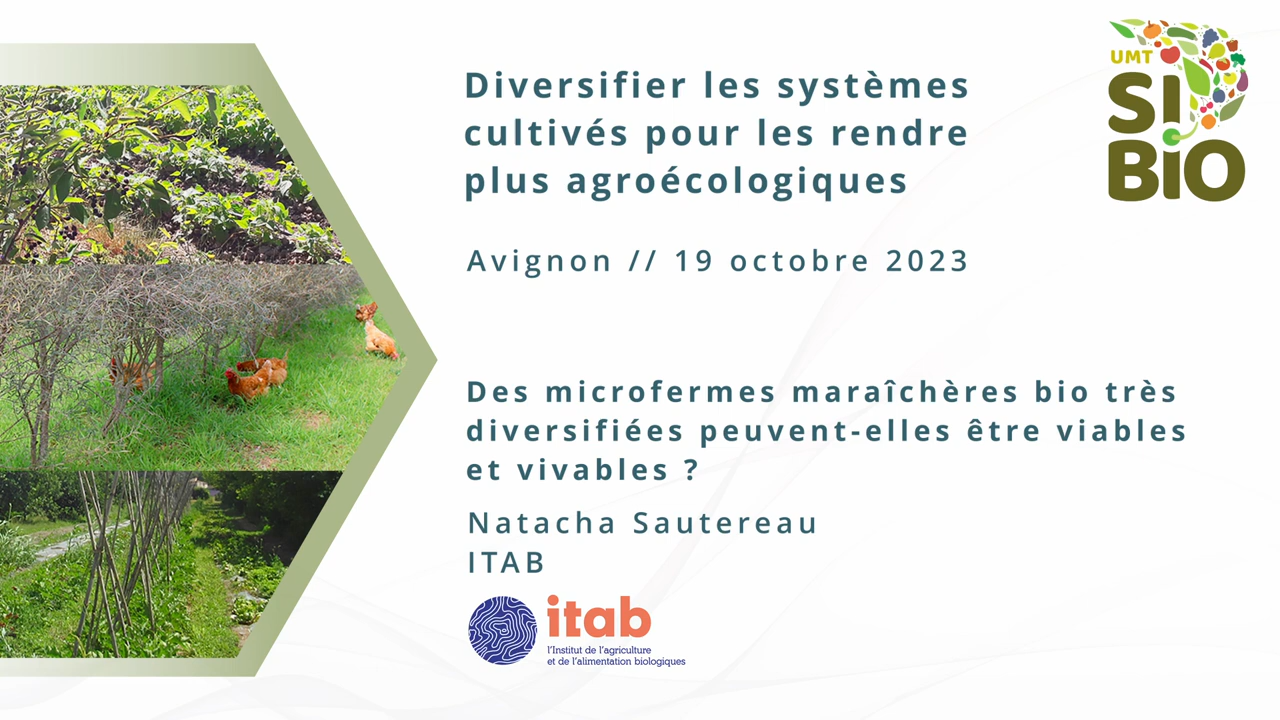 Diversifier les systèmes
cultivés pour les rendre
plus agroécologiques
UMT
SI
BIO
Avignon // 19 octobre 2023
Des microfermes maraîchères bio très
diversifiées peuvent-elles être viables
et vivables ?
Natacha Sautereau
ITAB
itab
l'Institut de l'agriculture
et de l'alimentation biologiques